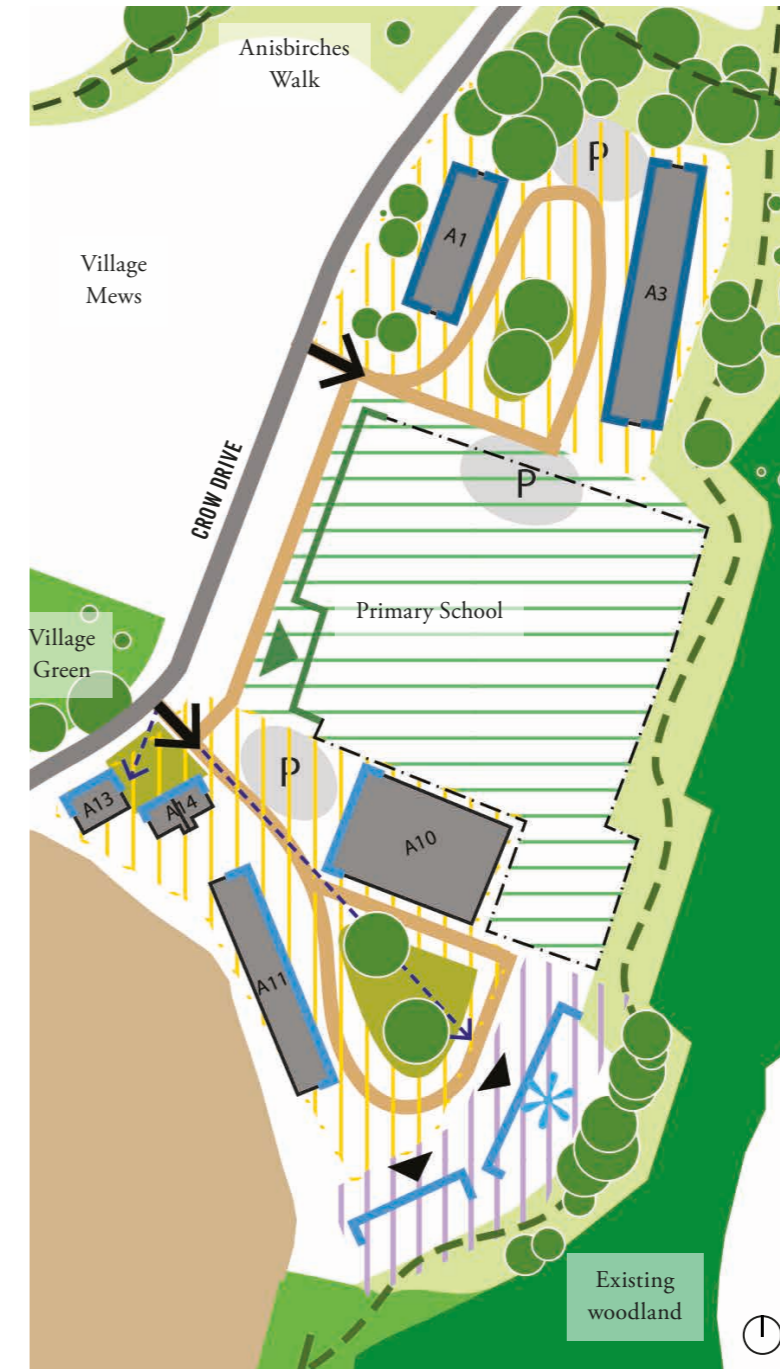 Anisbirches
Walk
P
A1
Village
Mews
A3
CROW DRIVE
P
Primary School
Village
Green
P
A13
A14
A10
A11
Existing
woodland